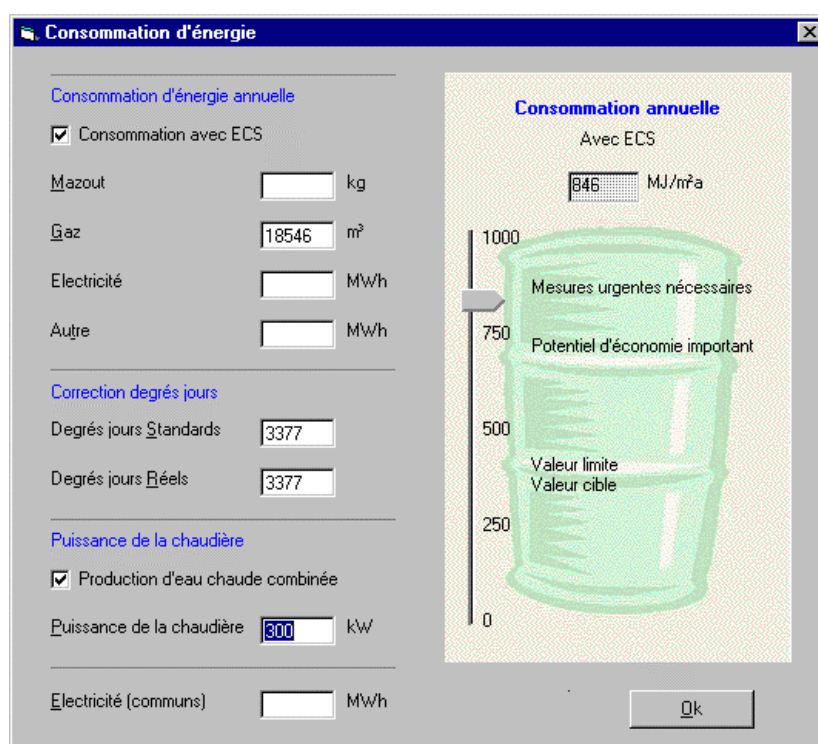 Consommation d'énergie
Consommation d'énergie annuelle
Consommation avec ECS
Mazout kg
Gaz 18546 m³
Electricité MWh
Autre MWh
Correction degrés jours
Degrés jours Standards 3377
Degrés jours Réels 3377
Puissance de la chaudière
Production d'eau chaude combinée
Puissance de la chaudière 300 kW
Electricité (communs) MWh
Consommation annuelle
Avec ECS
846 MJ/m²a
1000
Mesures urgentes nécessaires
750
Potentiel d'économie important
500
Valeur limite
Valeur cible
250
0
Ok